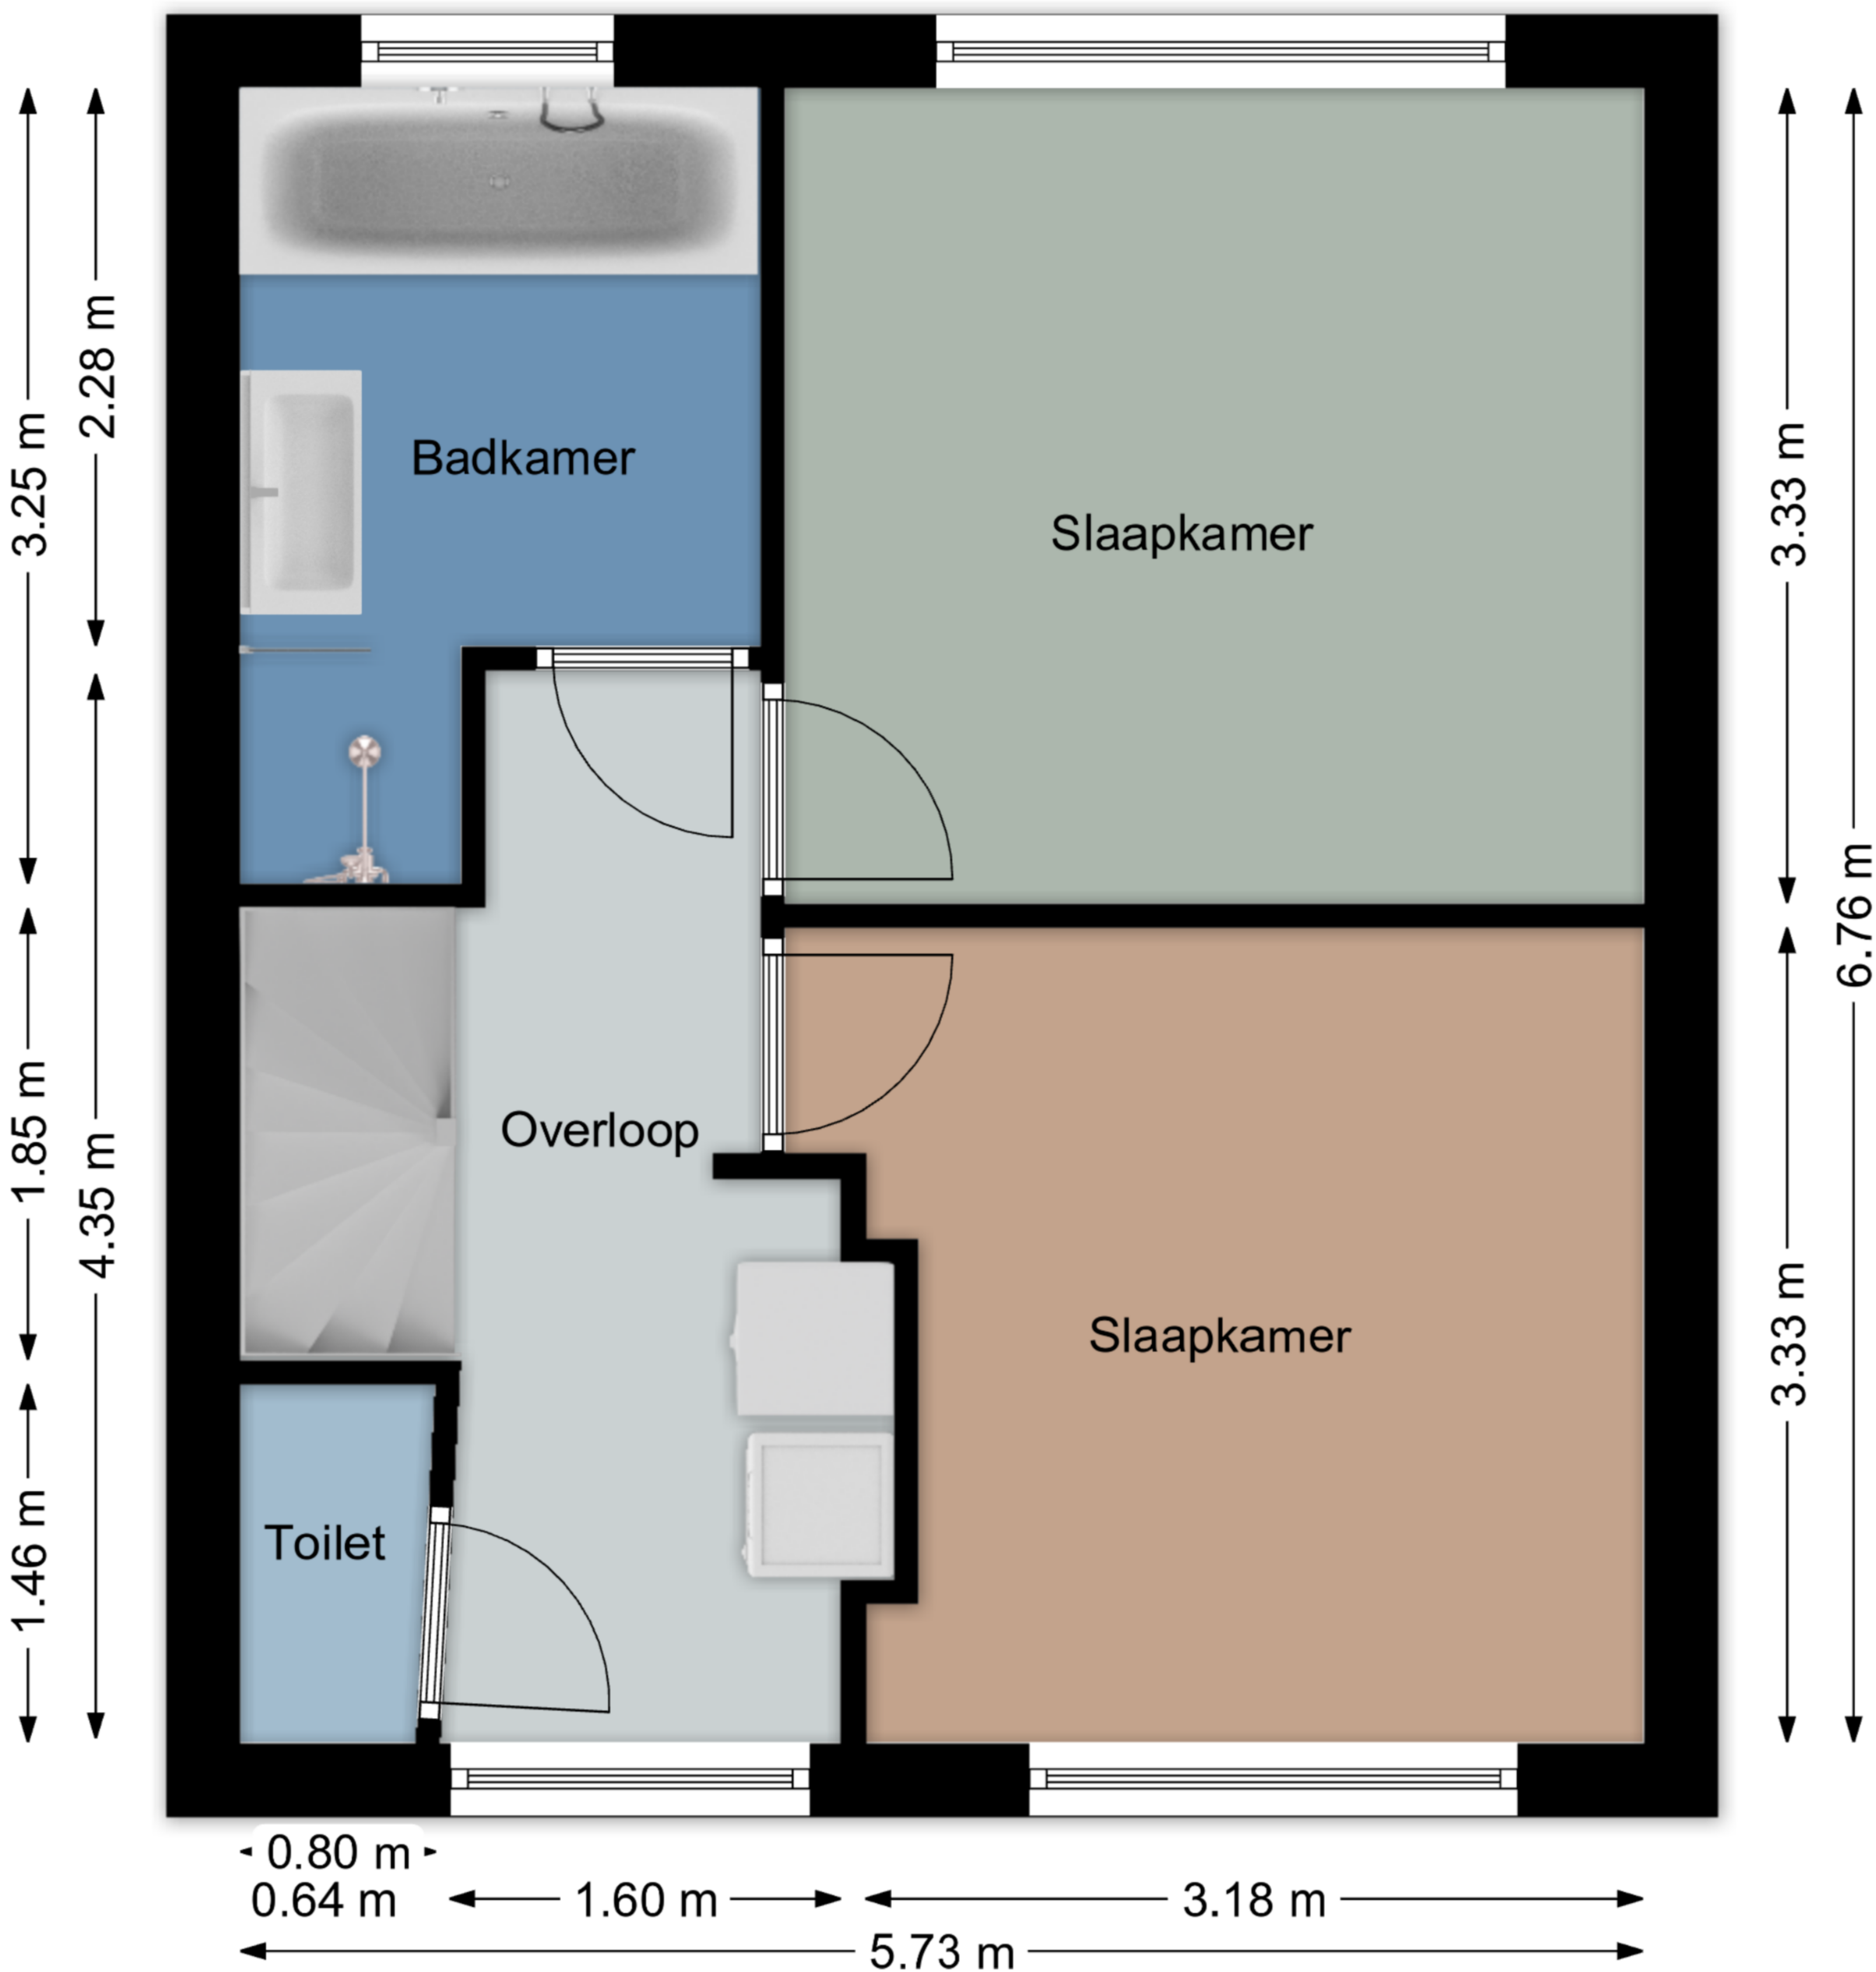 2.28 m
3.25 m
Badkamer
Slaapkamer
3.33 m
6.76 m
1.85 m
4.35 m
Overloop
Slaapkamer
3.33 m
1.46 m
Toilet
0.80 m
0.64 m
1.60 m
3.18 m
5.73 m